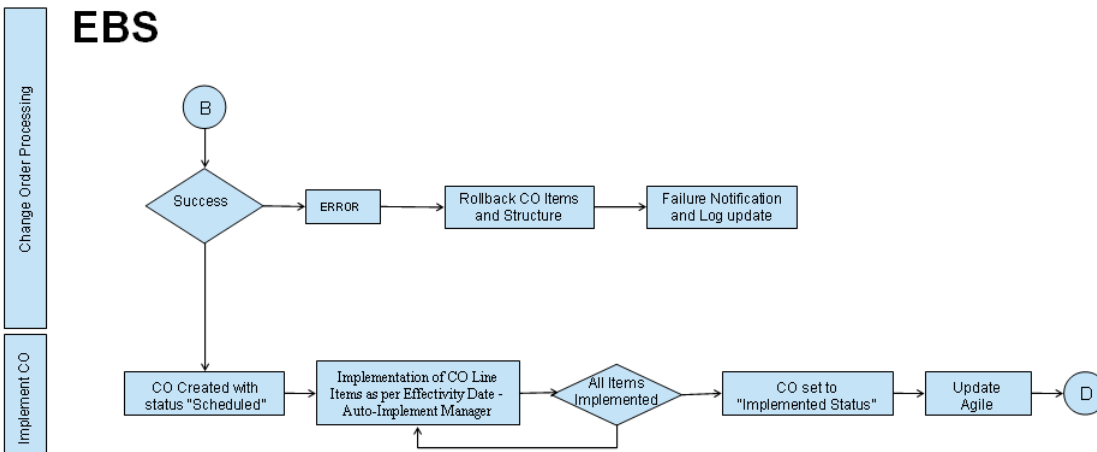 EBS
Change Order Processing
B
Success
ERROR
Rollback CO Items
and Structure
Failure Notification
and Log update
Implement CO
CO Created with
status "Scheduled"
Implementation of CO Line
Items as per Effectivity Date -
Auto-Implement Manager
All Items
Implemented
CO set to
"Implemented Status"
Update
Agile
D